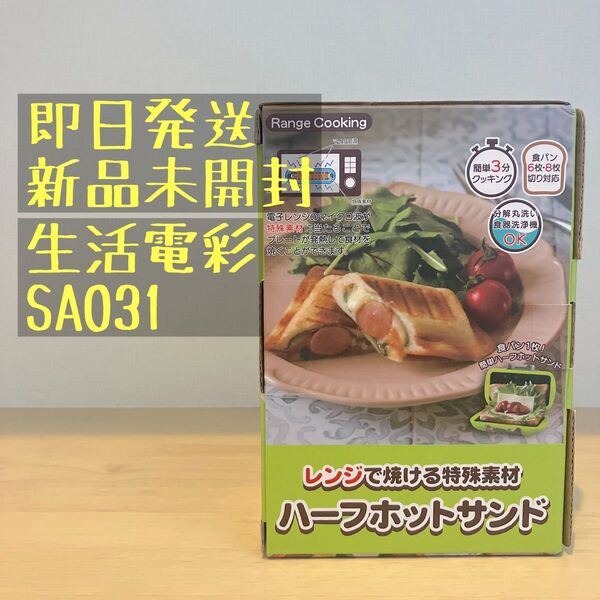 即日発送
新品未開封
生活電彩
SA031
Range Cooking
簡単3分
クッキング
食パン
6枚・8枚
切り対応
特殊素材
電子レンジのマイクロ波が
特殊素材に当たることで
プレートが発熱して食材を
焼くことができます。
分解丸洗い
食器洗浄機
OK
食パン1枚!
簡単ハーフホットサンド
レンジで焼ける特殊素材
ハーフホットサンド